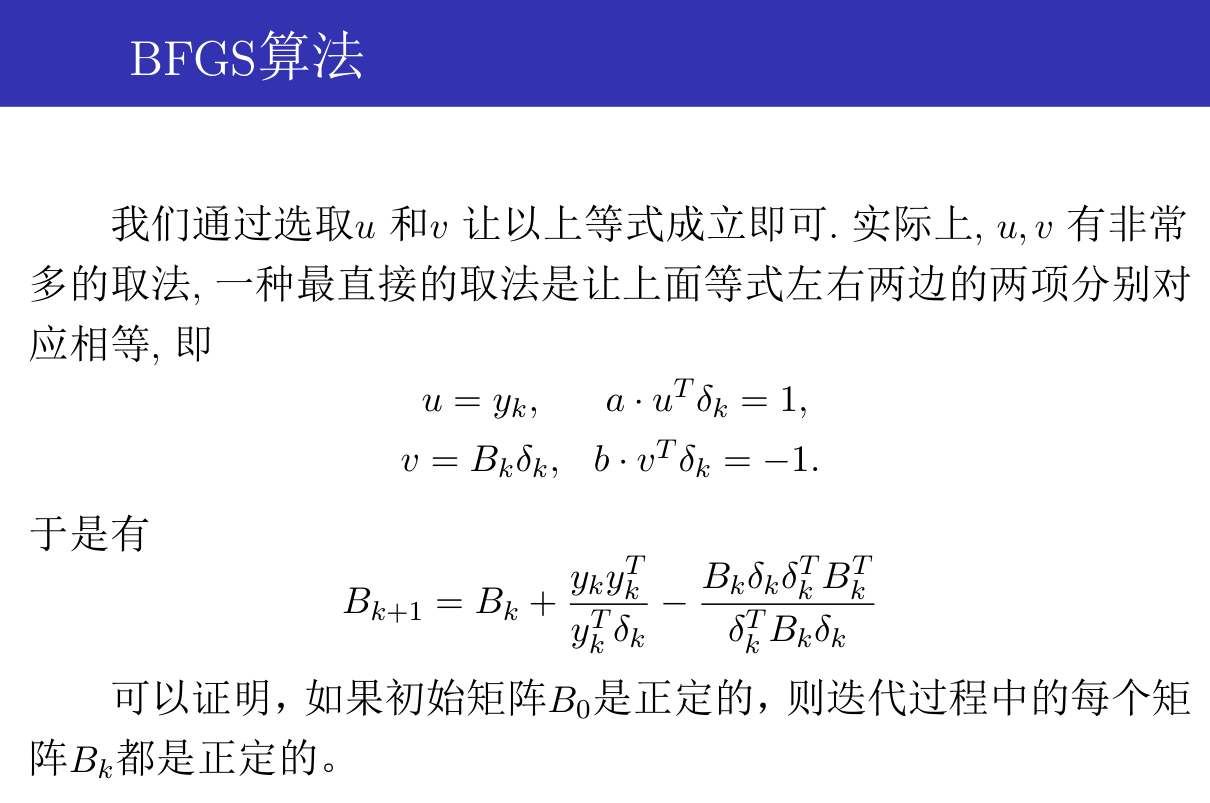 BFGS算法
我们通过选取u 和v 让以上等式成立即可. 实际上, u, v 有非常
多的取法, 一种最直接的取法是让上面等式左右两边的两项分别对
应相等, 即
$u = y_k, \quad a \cdot u^T \delta_k = 1,$
$v = B_k \delta_k, \quad b \cdot v^T \delta_k = -1.$
于是有
$B_{k+1} = B_k + \frac{y_k y_k^T}{y_k^T \delta_k} - \frac{B_k \delta_k \delta_k^T B_k^T}{\delta_k^T B_k \delta_k}$
可以证明，如果初始矩阵$B_0$是正定的，则迭代过程中的每个矩
阵$B_k$都是正定的。